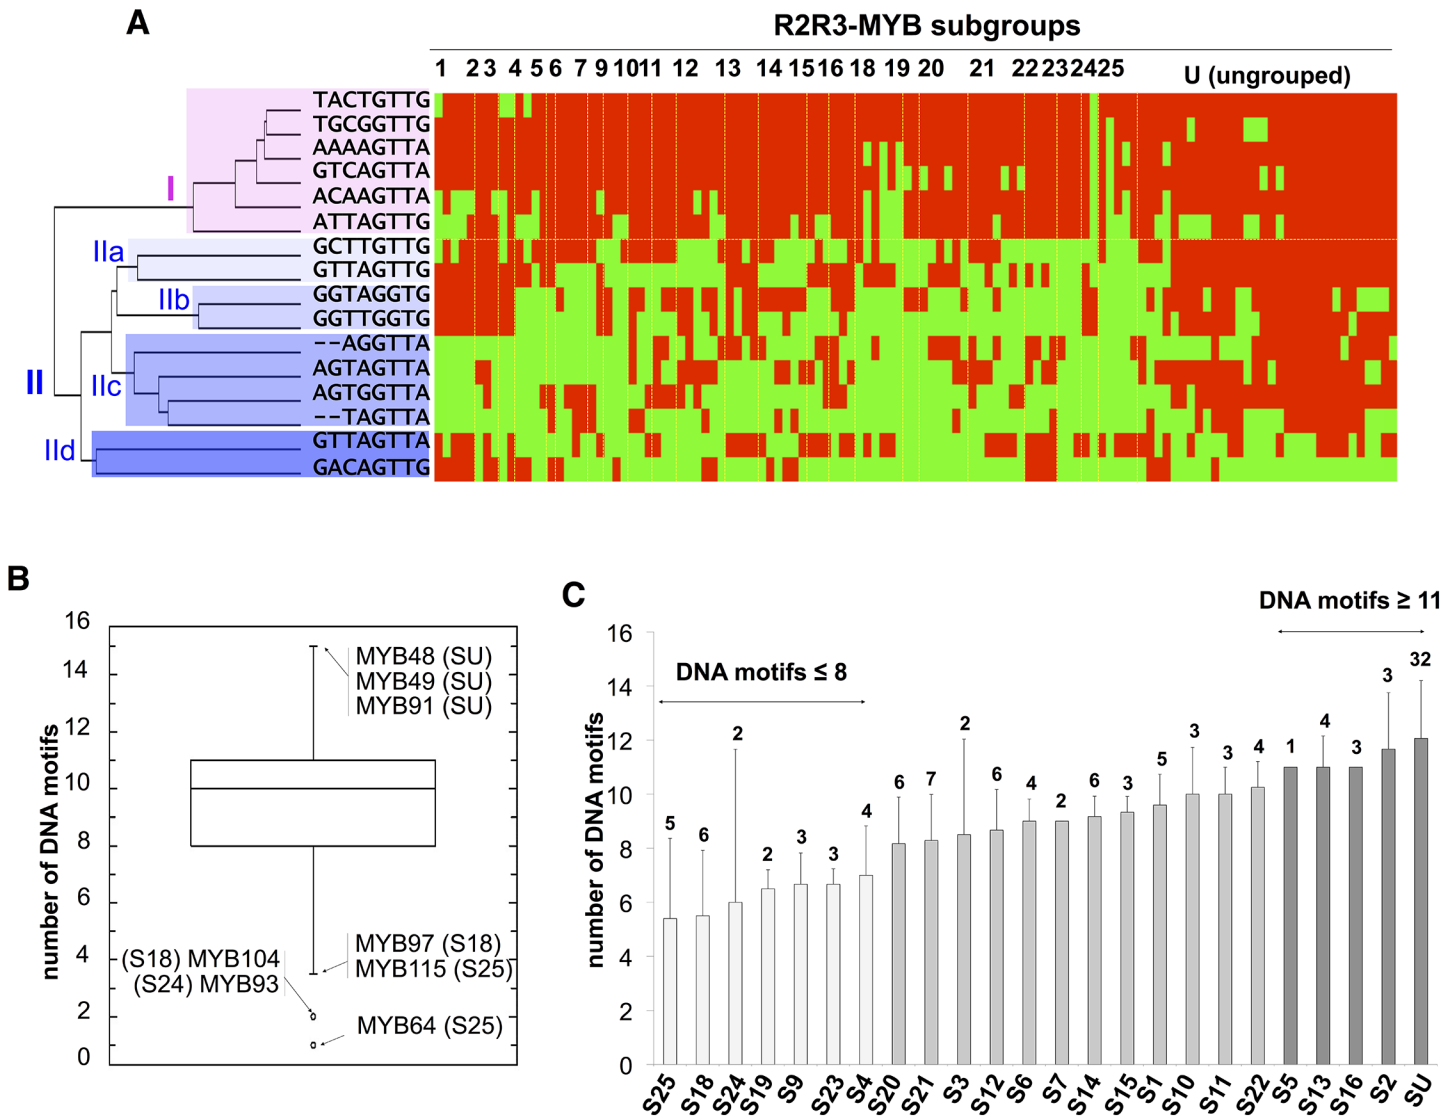 A
R2R3-MYB subgroups
1 2 3 4 5 6 7 9 10 11 12 13 14 15 16 18 19 20 21 22 23 24 25 U (ungrouped)
TACTGTTG
TGCGGTTG
AAAAGTTA
GTCAGTTA
I
ACAAGTTA
ATTAGTTG
IIa
GCTTGTTG
GTTAGTTG
IIb
GGTAGGTG
GGTTGGTG
--AGGTTA
AGTAGTTA
II
IIc
AGTGGTTA
--TAGTTA
IId
GTTAGTTA
GACAGTTG
B
number of DNA motifs
16
14
12
10
8
6
4
2
0
MYB48 (SU)
MYB49 (SU)
MYB91 (SU)
MYB97 (S18)
MYB115 (S25)
(S18) MYB104
(S24) MYB93
MYB64 (S25)
C
DNA motifs ≥ 11
DNA motifs ≤ 8
number of DNA motifs
16
14
12
10
8
6
4
2
0
5 6 2 2 3 3 4 6 7 2 6 4 2 6 3 5 3 3 4 1 4 3 3 32
S25 S18 S24 S19 S9 S23 S4 S20 S21 S3 S12 S6 S7 S14 S15 S1 S10 S11 S22 S5 S13 S16 S2 SU